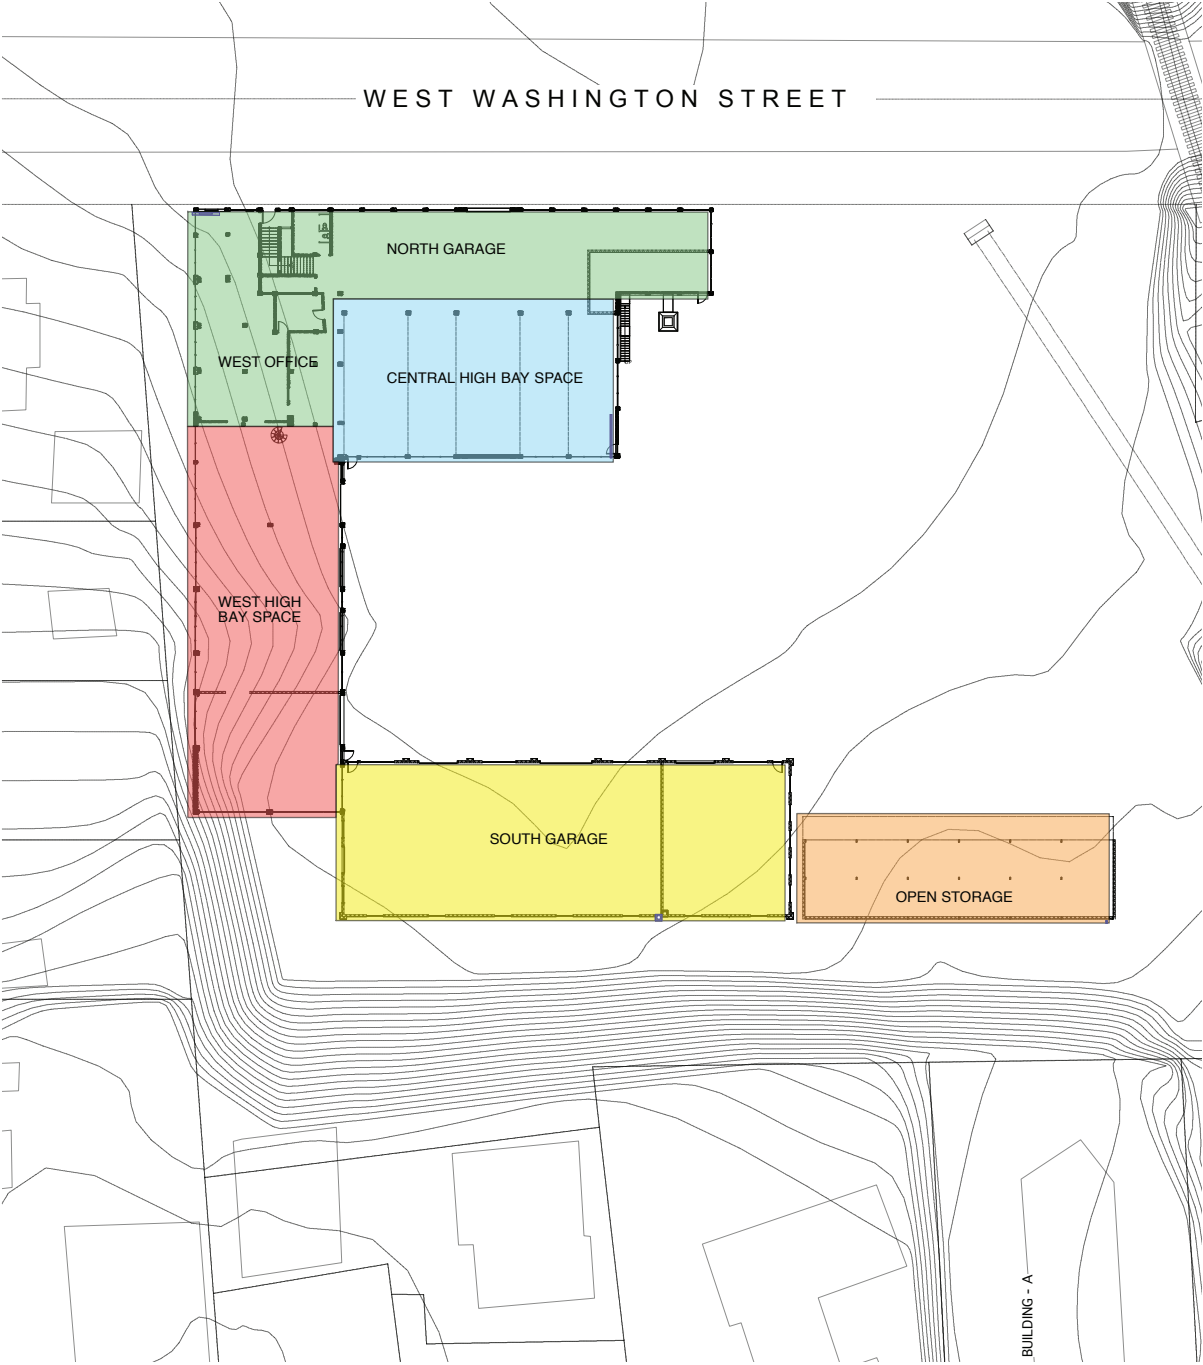 WEST WASHINGTON STREET
NORTH GARAGE
WEST OFFICE
CENTRAL HIGH BAY SPACE
WEST HIGH
BAY SPACE
SOUTH GARAGE
OPEN STORAGE
BUILDING - A